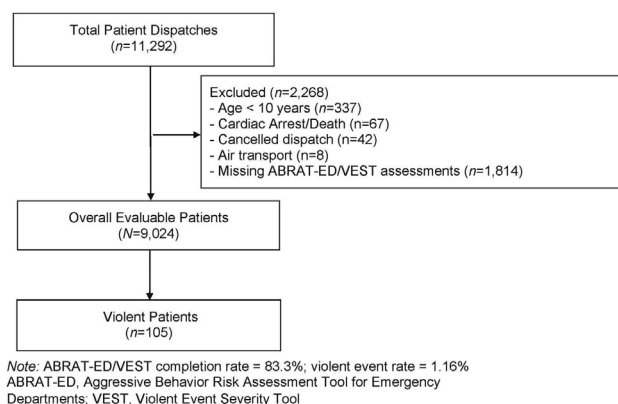 Total Patient Dispatches
(n=11,292)
Excluded (n=2,268)
- Age < 10 years (n=337)
- Cardiac Arrest/Death (n=67)
- Cancelled dispatch (n=42)
- Air transport (n=8)
- Missing ABRAT-ED/VEST assessments (n=1,814)
Overall Evaluable Patients
(N=9,024)
Violent Patients
(n=105)
Note: ABRAT-ED/VEST completion rate = 83.3%; violent event rate = 1.16%
ABRAT-ED, Aggressive Behavior Risk Assessment Tool for Emergency
Departments; VEST, Violent Event Severity Tool